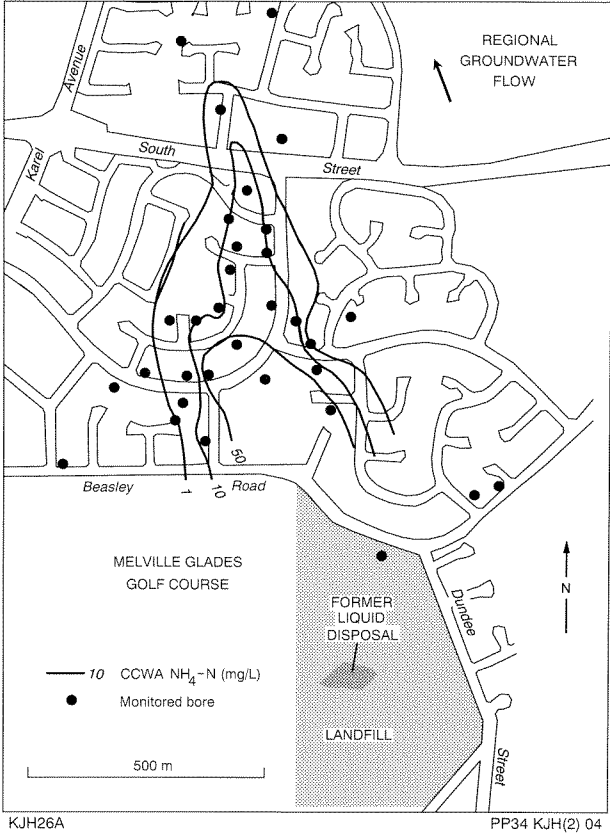 REGIONAL
GROUNDWATER
FLOW
Avenue
Karel
South
Street
50
10
1
Beasley
Road
MELVILLE GLADES
GOLF COURSE
N
Dundee
FORMER
LIQUID
DISPOSAL
10 CCWA NH4-N (mg/L)
Monitored bore
LANDFILL
500 m
Street
KJH26A
PP34 KJH(2) 04